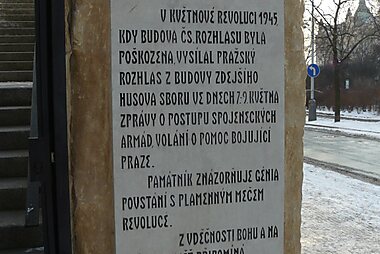 V KVĚTNOVÉ REVOLUCI 1945
KDY BUDOVA ČS. ROZHLASU BYLA
POŠKOZENA, VYSÍLAL PRAŽSKÝ
ROZHLAS Z BUDOVY ZDEJŠÍHO
HUSOVA SBORU VE DNECH 7.-9. KVĚTNA
ZPRÁVY O POSTUPU SPOJENECKÝCH
ARMÁD, VOLÁNÍ O POMOC BOJUJÍCÍ
PRAZE.
PAMÁTNÍK ZNÁZORŇUJE GÉNIA
POVSTÁNÍ S PLAMENNÝM MEČEM
REVOLUCE.
Z VDĚČNOSTI BOHU A NA
PŘIPOMÍNÁ